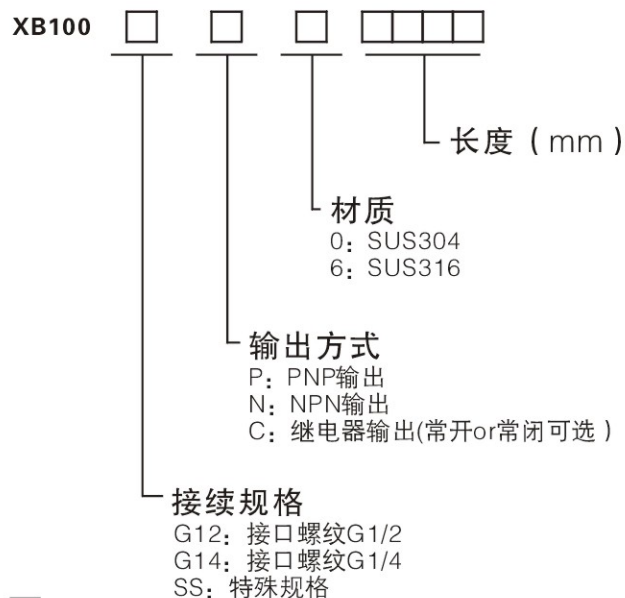 XB100 □ □ □ □□□□
长度（mm）
材质
0：SUS304
6：SUS316
输出方式
P：PNP输出
N：NPN输出
C：继电器输出(常开or常闭可选）
接续规格
G12：接口螺纹G1/2
G14：接口螺纹G1/4
SS：特殊规格